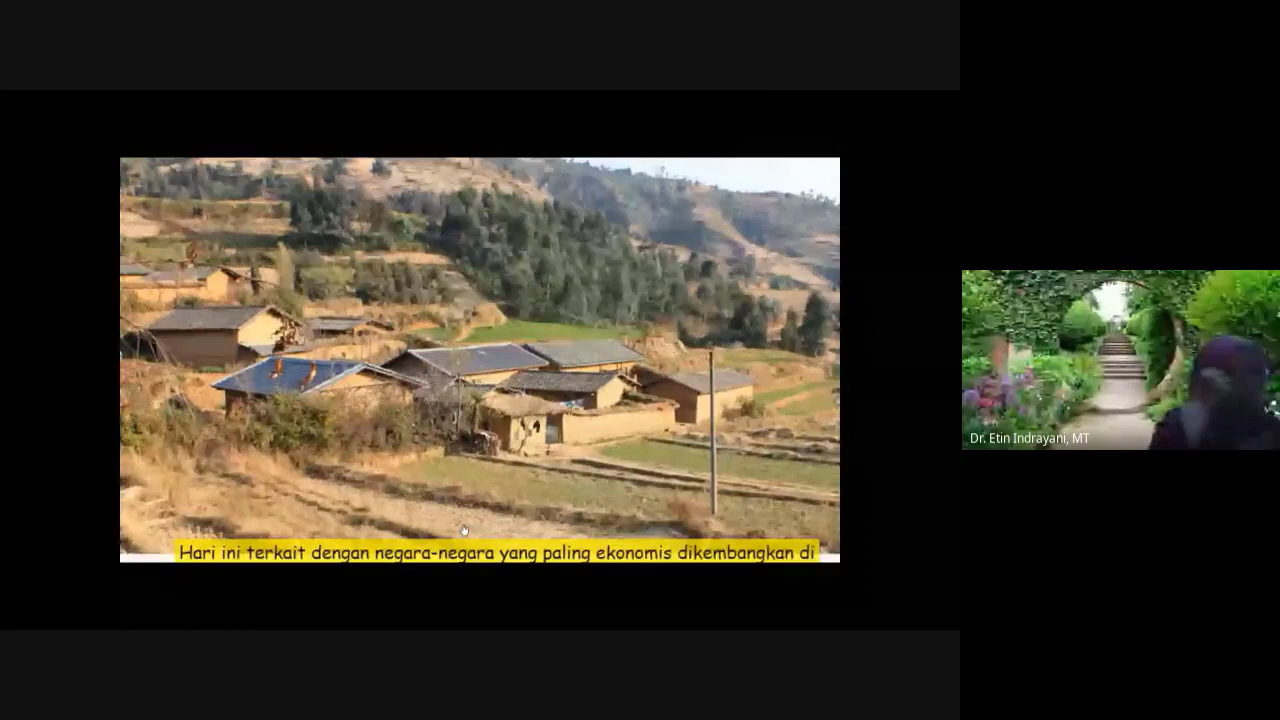 Hari ini terkait dengan negara-negara yang paling ekonomis dikembangkan di
Dr. Etin Indrayani, MT